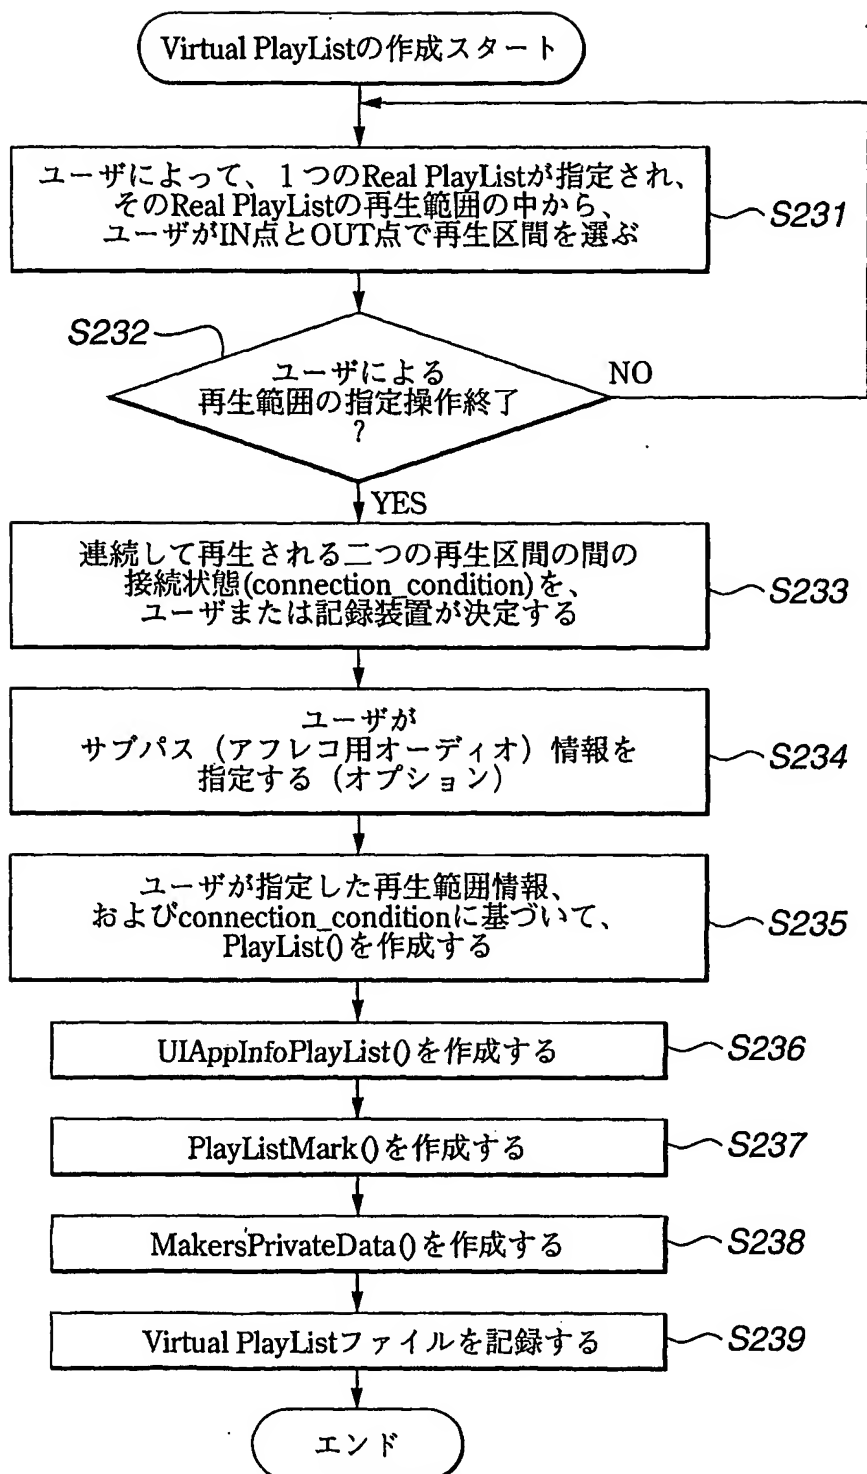 Virtual PlayListの作成スタート
ユーザによって、1つのReal PlayListが指定され、
そのReal PlayListの再生範囲の中から、
ユーザがIN点とOUT点で再生区間を選ぶ
S231
S232
ユーザによる
再生範囲の指定操作終了
?
NO
YES
連続して再生される二つの再生区間の間の
接続状態(connection_condition)を、
ユーザまたは記録装置が決定する
S233
ユーザが
サブパス（アフレコ用オーディオ）情報を
指定する（オプション）
S234
ユーザが指定した再生範囲情報、
およびconnection_conditionに基づいて、
PlayList()を作成する
S235
UIAppInfoPlayList()を作成する
S236
PlayListMark()を作成する
S237
MakersPrivateData()を作成する
S238
Virtual PlayListファイルを記録する
S239
エンド